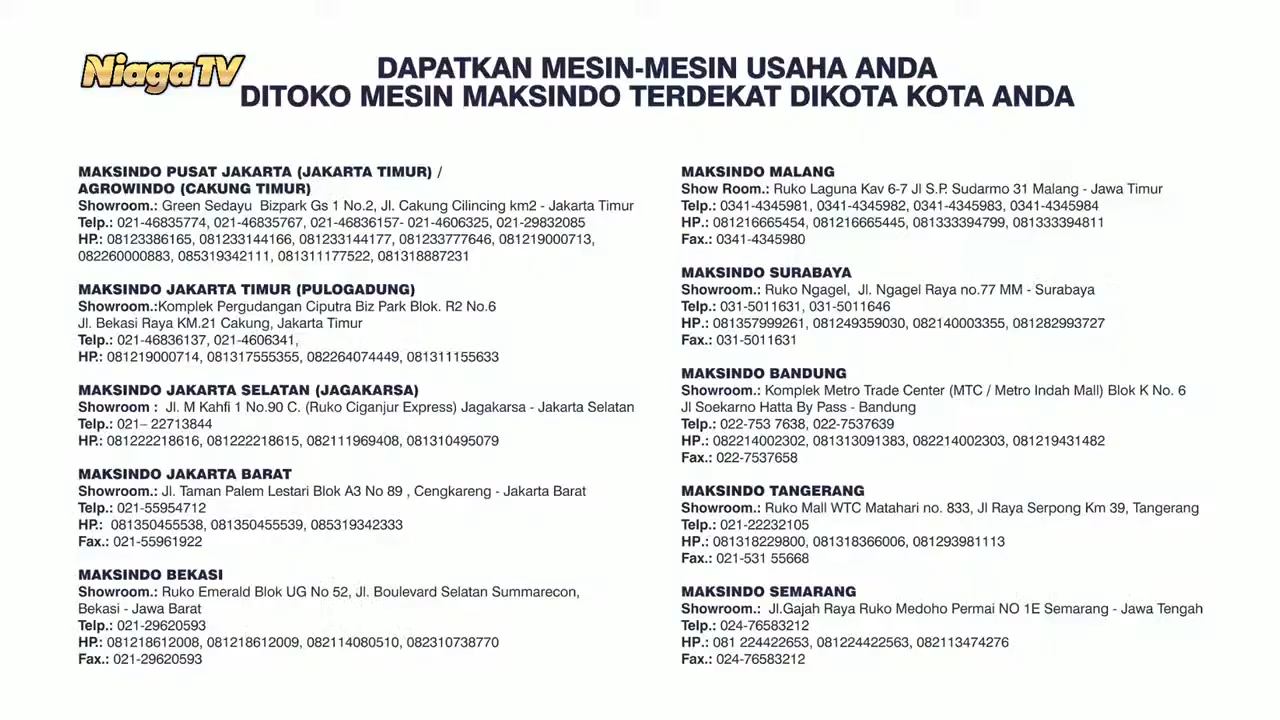 NiagaTV
DAPATKAN MESIN-MESIN USAHA ANDA
DITOKO MESIN MAKSINDO TERDEKAT DIKOTA KOTA ANDA
MAKSINDO PUSAT JAKARTA (JAKARTA TIMUR) /
AGROWINDO (CAKUNG TIMUR)
Showroom.: Green Sedayu Bizpark Gs 1 No.2, Jl. Cakung Cilincing km2 - Jakarta Timur
Telp.: 021-46835774, 021-46835767, 021-46836157- 021-4606325, 021-29832085
HP.: 08123386165, 081233144166, 081233144177, 081233777646, 081219000713,
082260000883, 085319342111, 081311177522, 081318887231
MAKSINDO JAKARTA TIMUR (PULOGADUNG)
Showroom.:Komplek Pergudangan Ciputra Biz Park Blok. R2 No.6
Jl. Bekasi Raya KM.21 Cakung, Jakarta Timur
Telp.: 021-46836137, 021-4606341,
HP.: 081219000714, 081317555355, 082264074449, 081311155633
MAKSINDO JAKARTA SELATAN (JAGAKARSA)
Showroom : Jl. M Kahfi 1 No.90 C. (Ruko Ciganjur Express) Jagakarsa - Jakarta Selatan
Telp.: 021– 22713844
HP.: 081222218616, 081222218615, 082111969408, 081310495079
MAKSINDO JAKARTA BARAT
Showroom.: Jl. Taman Palem Lestari Blok A3 No 89 , Cengkareng - Jakarta Barat
Telp.: 021-55954712
HP.: 081350455538, 081350455539, 085319342333
Fax.: 021-55961922
MAKSINDO BEKASI
Showroom.: Ruko Emerald Blok UG No 52, Jl. Boulevard Selatan Summarecon,
Bekasi - Jawa Barat
Telp.: 021-29620593
HP.: 081218612008, 081218612009, 082114080510, 082310738770
Fax.: 021-29620593
MAKSINDO MALANG
Show Room.: Ruko Laguna Kav 6-7 Jl S.P. Sudarmo 31 Malang - Jawa Timur
Telp.: 0341-4345981, 0341-4345982, 0341-4345983, 0341-4345984
HP.: 081216665454, 081216665445, 081333394799, 081333394811
Fax.: 0341-4345980
MAKSINDO SURABAYA
Showroom.: Ruko Ngagel, Jl. Ngagel Raya no.77 MM - Surabaya
Telp.: 031-5011631, 031-5011646
HP.: 081357999261, 081249359030, 082140003355, 081282993727
Fax.: 031-5011631
MAKSINDO BANDUNG
Showroom.: Komplek Metro Trade Center (MTC / Metro Indah Mall) Blok K No. 6
Jl Soekarno Hatta By Pass - Bandung
Telp.: 022-753 7638, 022-7537639
HP.: 082214002302, 081313091383, 082214002303, 081219431482
Fax.: 022-7537658
MAKSINDO TANGERANG
Showroom.: Ruko Mall WTC Matahari no. 833, Jl Raya Serpong Km 39, Tangerang
Telp.: 021-22232105
HP.: 081318229800, 081318366006, 081293981113
Fax.: 021-531 55668
MAKSINDO SEMARANG
Showroom.: Jl.Gajah Raya Ruko Medoho Permai NO 1E Semarang - Jawa Tengah
Telp.: 024-76583212
HP.: 081 224422653, 081224422563, 082113474276
Fax.: 024-76583212